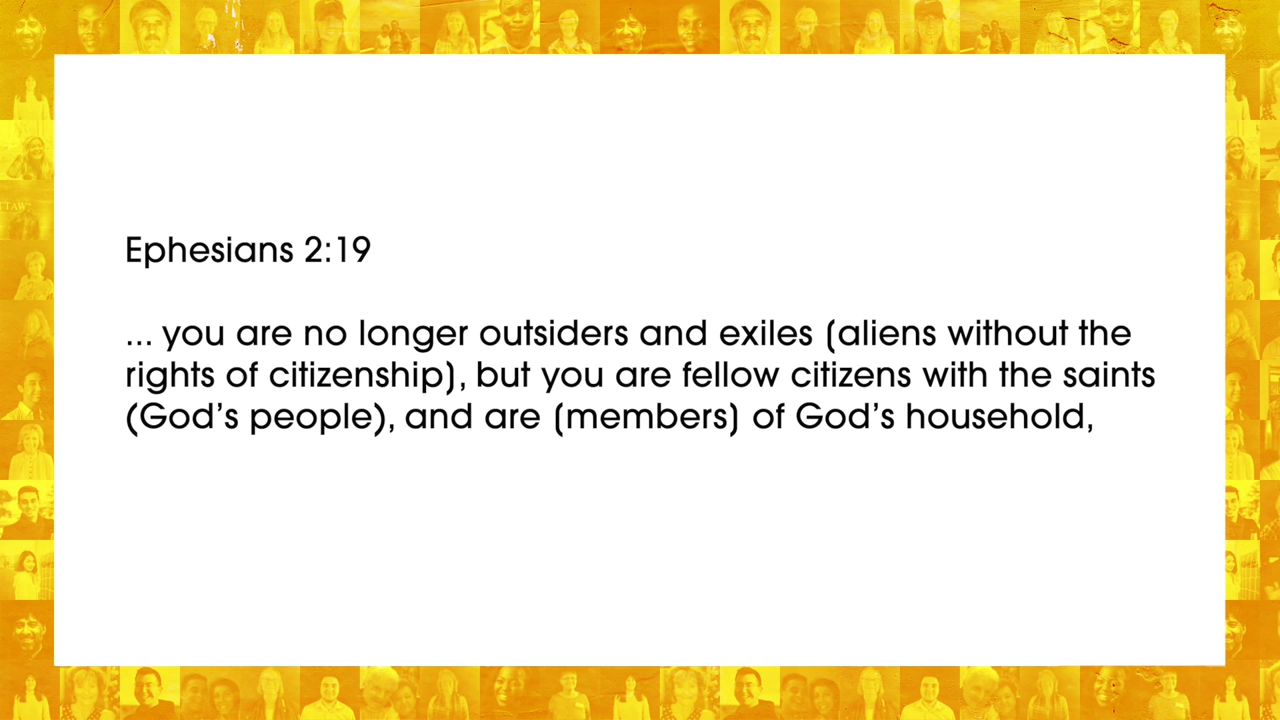 Ephesians 2:19
... you are no longer outsiders and exiles (aliens without the
rights of citizenship), but you are fellow citizens with the saints
(God’s people), and are (members) of God’s household,